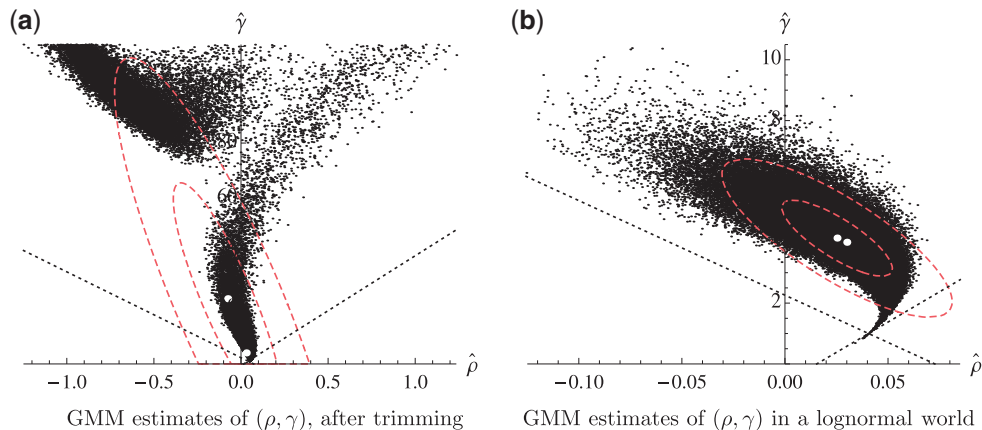 (a)
γ̂
60
ρ̂
−1.0 −0.5 0.0 0.5 1.0
GMM estimates of (ρ, γ), after trimming
(b)
γ̂
10
8
2
ρ̂
−0.10 −0.05 0.00 0.05
GMM estimates of (ρ, γ) in a lognormal world